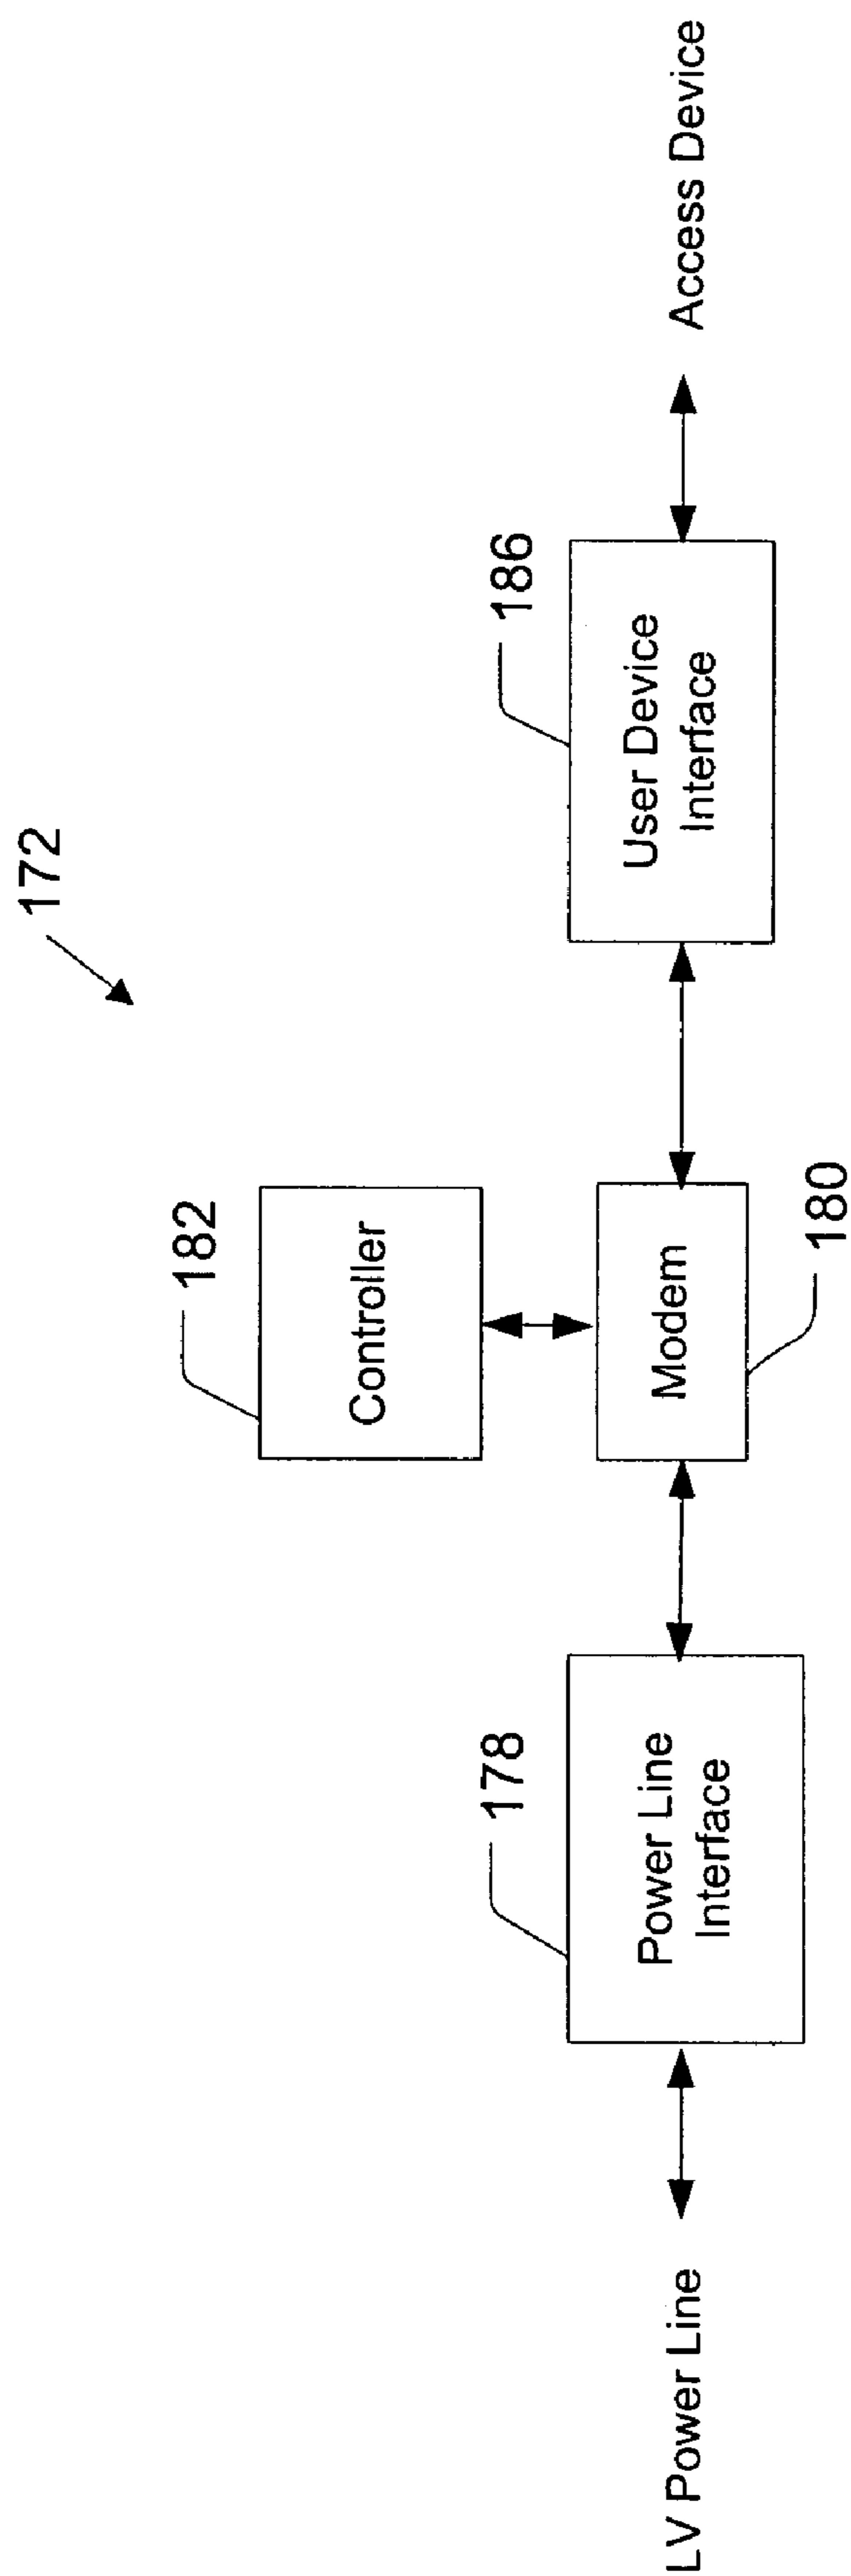 172
182
Controller
178
186
LV Power Line
Power Line
Interface
Modem
User Device
Interface
Access Device
180